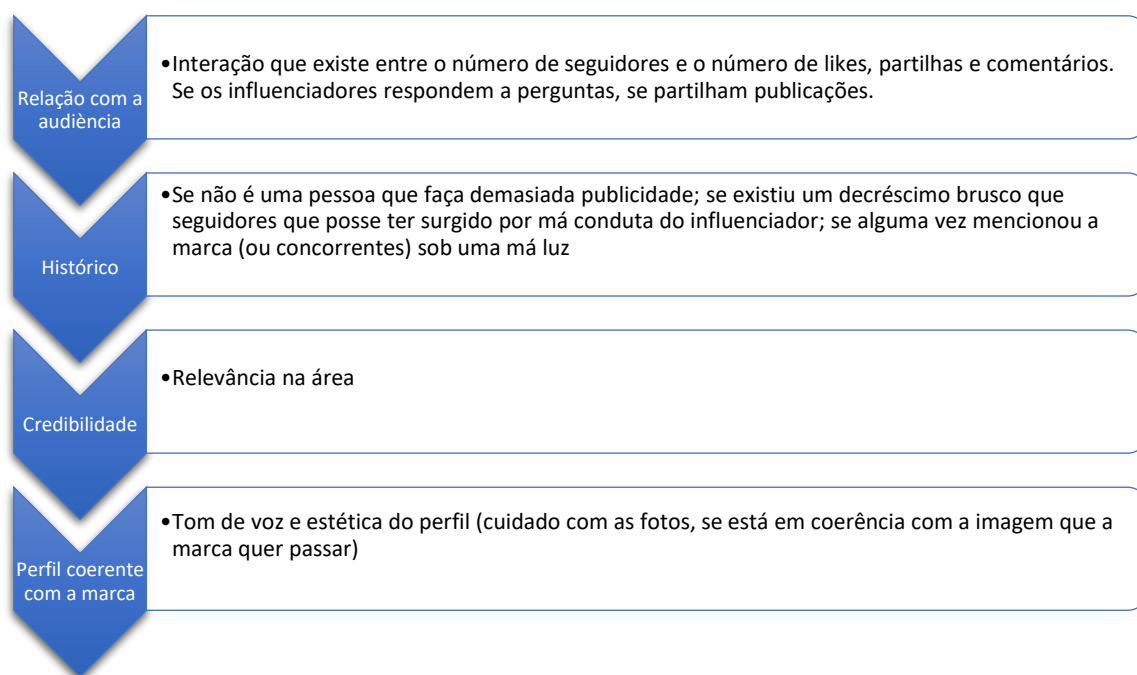 Relação com a
audiència
•Interação que existe entre o número de seguidores e o número de likes, partilhas e comentários.
Se os influenciadores respondem a perguntas, se partilham publicações.
Histórico
•Se não é uma pessoa que faça demasiada publicidade; se existiu um decréscimo brusco que
seguidores que posse ter surgido por má conduta do influenciador; se alguma vez mencionou a
marca (ou concorrentes) sob uma má luz
Credibilidade
•Relevância na área
Perfil coerente
com a marca
•Tom de voz e estética do perfil (cuidado com as fotos, se está em coerência com a imagem que a
marca quer passar)